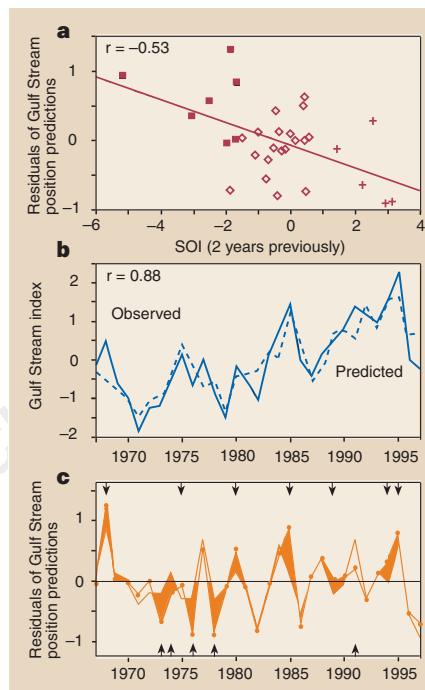 a
r = –0.53
Residuals of Gulf Stream
position predictions
1
0
–1
–6 –4 –2 0 2 4
SOI (2 years previously)
b
r = 0.88
Gulf Stream index
2
1
0
–1
–2
Observed
Predicted
1970 1975 1980 1985 1990 1995
c
Residuals of Gulf Stream
position predictions
1
0
–1
1970 1975 1980 1985 1990 1995